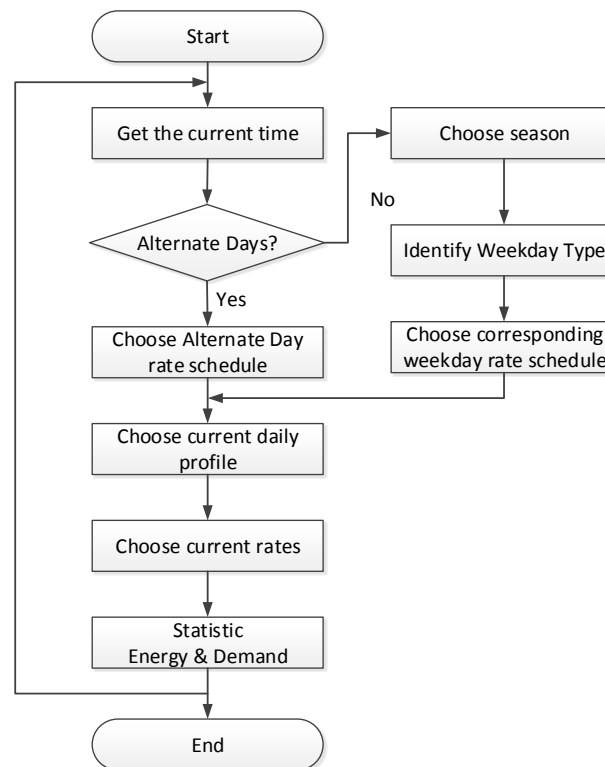 Start
Get the current time
Choose season
No
Alternate Days?
Identify Weekday Type
Yes
Choose Alternate Day
rate schedule
Choose corresponding
weekday rate schedule
Choose current daily
profile
Choose current rates
Statistic
Energy & Demand
End